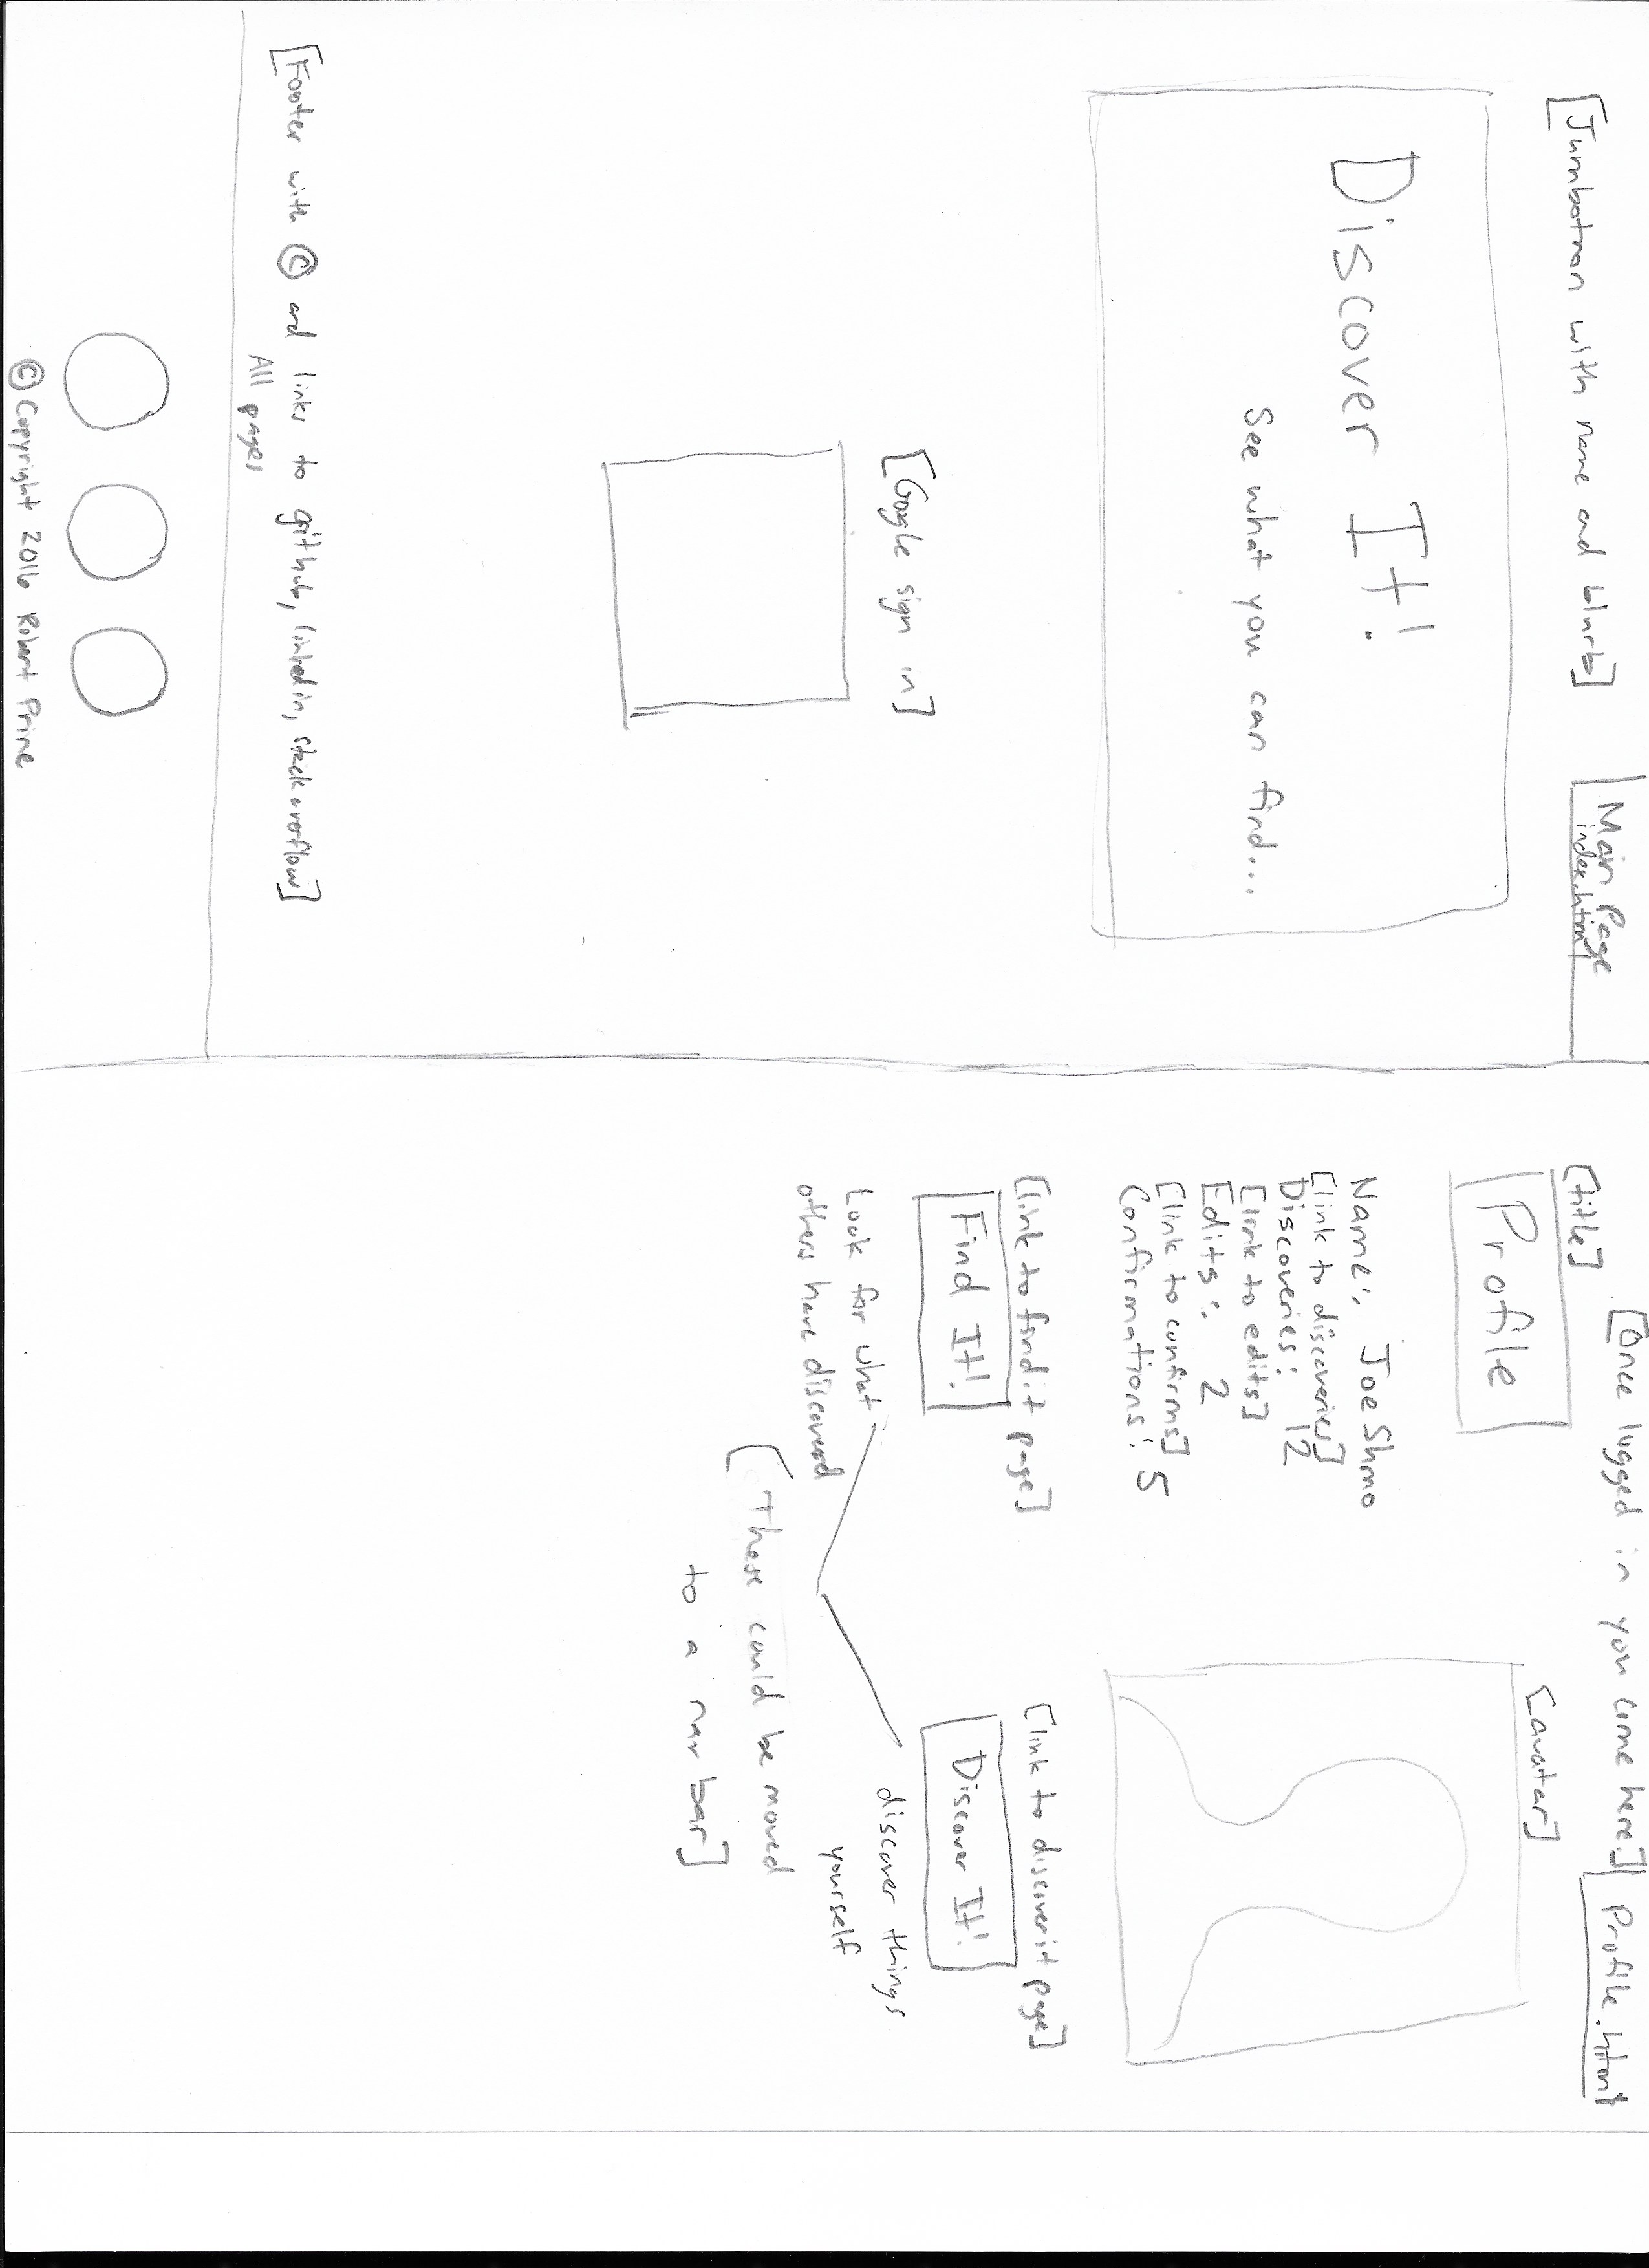 [Jumbotron with name and blurb]
Main Page
index.html
Discover It!
See what you can find...
[Google sign in]
[Footer with © and links to github, linkedin, stack overflow]
All pages
© Copyright 2016 Robert Prine
[Once logged in you come here]
Profile.html
[title]
Profile
[avatar]
Name: Joe Shmo
[link to discoveries]
Discoveries: 12
[link to edits]
Edits: 2
[link to confirms]
Confirmations: 5
[link to find it page]
Find It!
Look for what
others have discovered
[link to discover it page]
Discover It!
discover things
yourself
[These could be moved
to a nav bar]